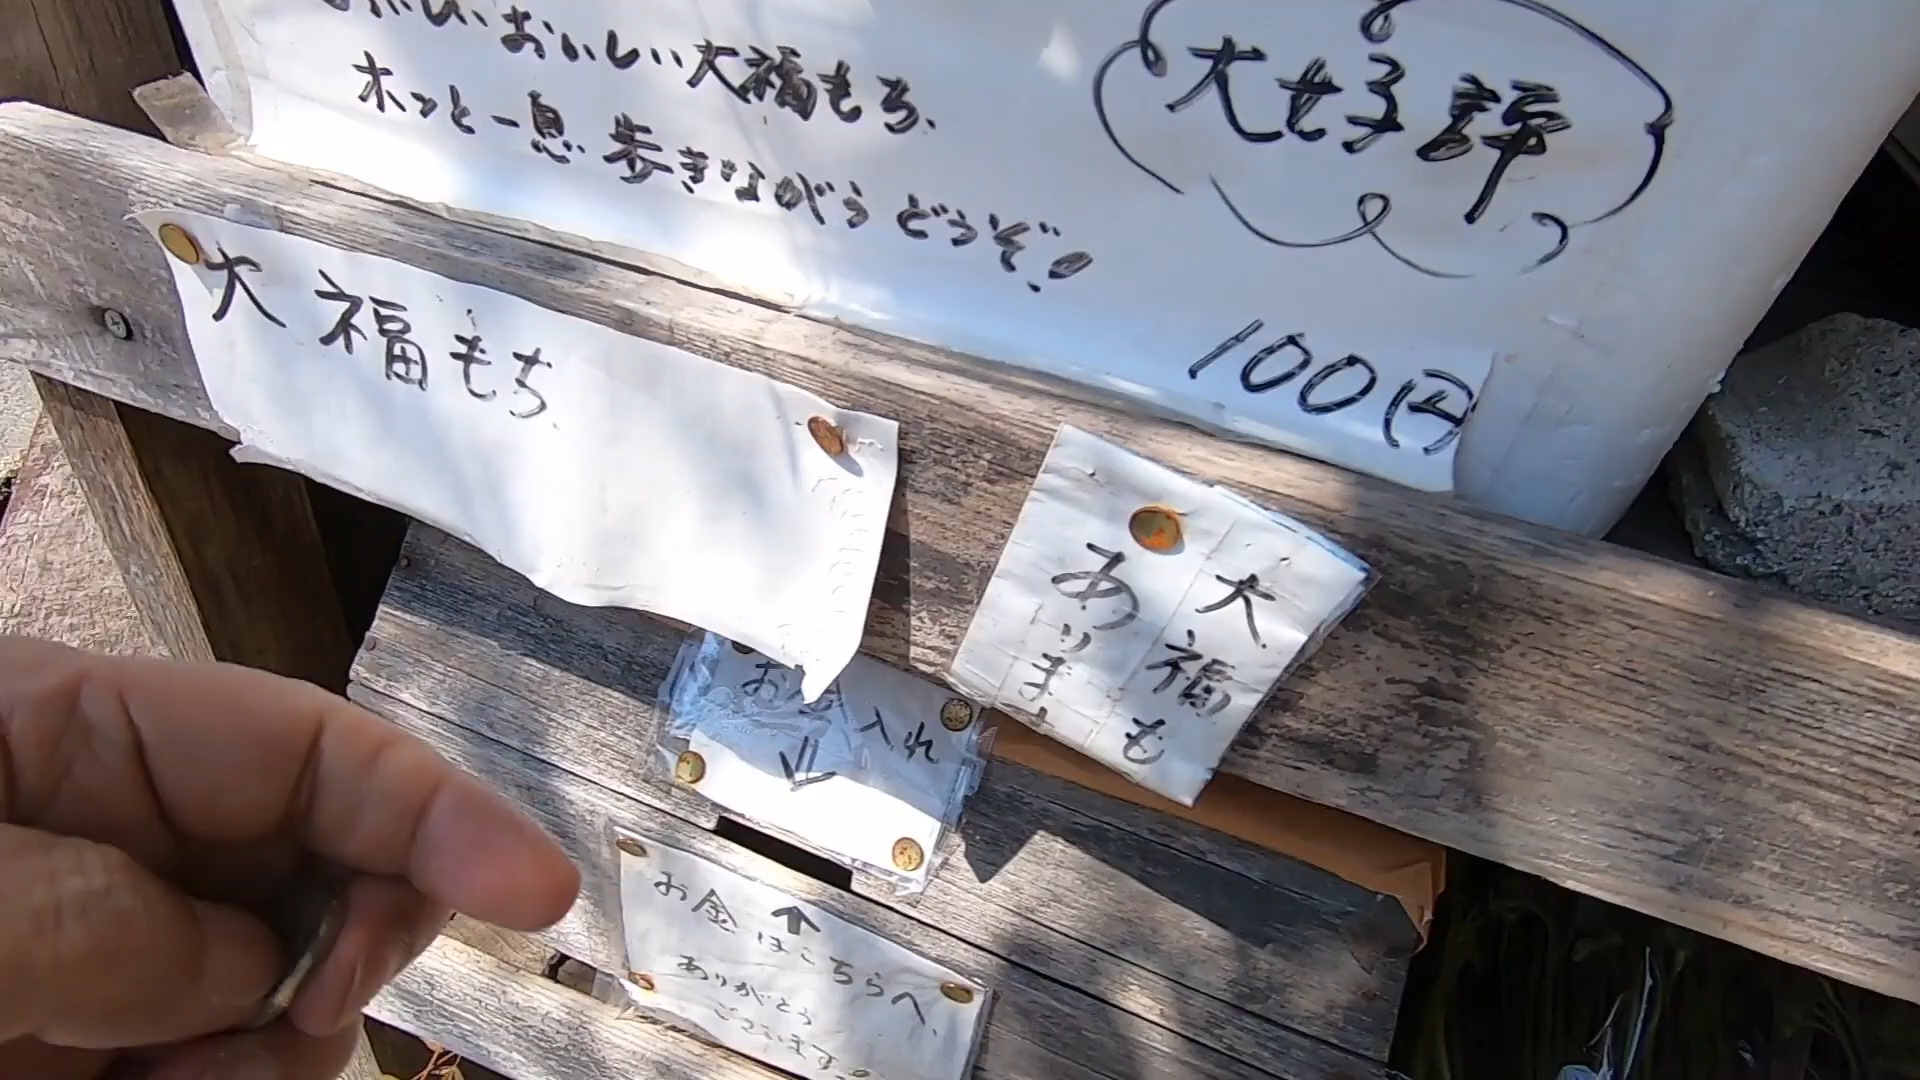 おいしい大福もち、
ホッと一息 歩きながら どうぞ!
大好評
100円
大福もち
大福も
あります
お金入れ
⇓
↑
お金はこちらへ、
ありがとう
ございます!